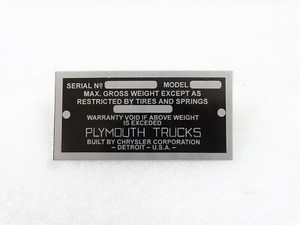 SERIAL Nº MODEL
MAX. GROSS WEIGHT EXCEPT AS
RESTRICTED BY TIRES AND SPRINGS
WARRANTY VOID IF ABOVE WEIGHT
IS EXCEEDED
PLYMOUTH TRUCKS
BUILT BY CHRYSLER CORPORATION
– DETROIT – U.S.A. –